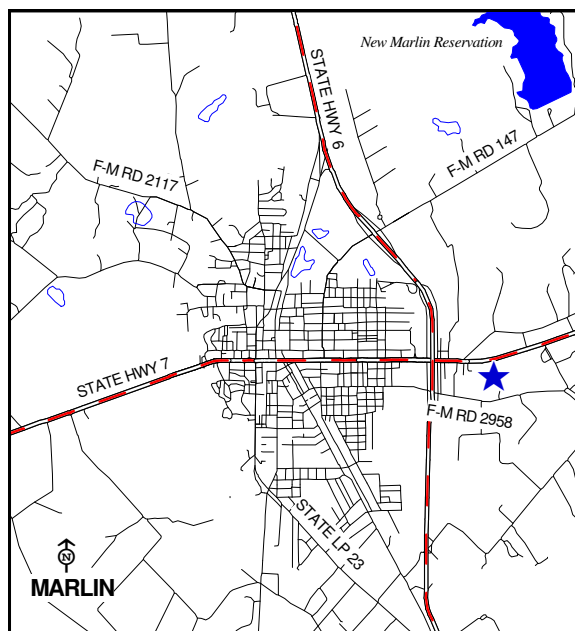 New Marlin Reservation
STATE HWY 6
F-M RD 147
F-M RD 2117
STATE HWY 7
F-M RD 2958
STATE LP 23
N
MARLIN